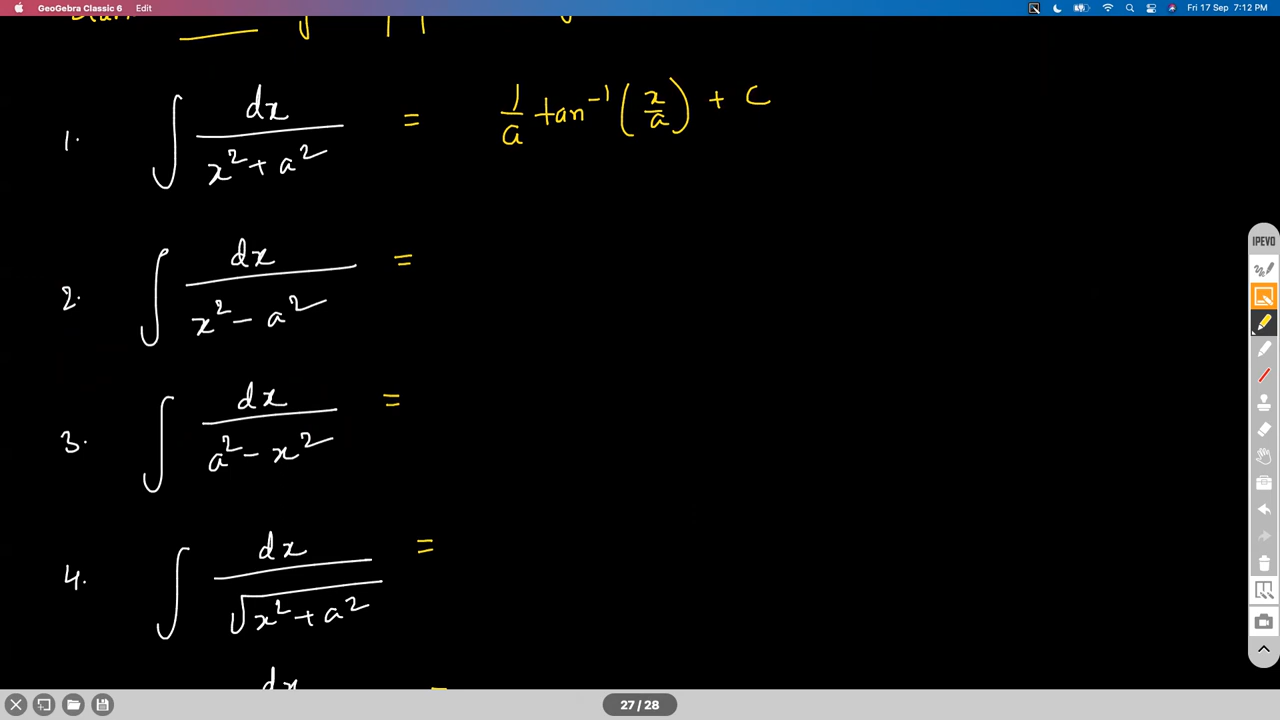 GeoGebra Classic 6 Edit Fri 17 Sep 7:12 PM
1. ∫ dx / (x² + a²) = 1/a tan⁻¹ (x/a) + c
IPEVO
2. ∫ dx / (x² − a²) =
3. ∫ dx / (a² − x²) =
4. ∫ dx / √(x² + a²) =
dx =
27 / 28